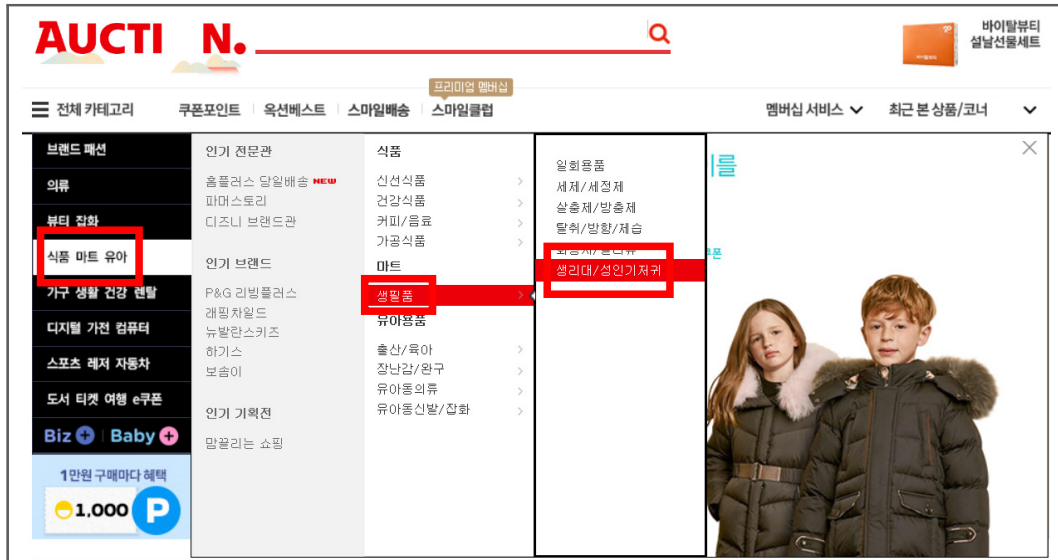 AUCTI N.
바이탈뷰티
설날선물세트
프리미엄 멤버십
전체 카테고리
쿠폰포인트
옥션베스트
스마일배송
스마일클럽
멤버십 서비스
최근 본 상품/코너
브랜드 패션
의류
뷰티 잡화
식품 마트 유아
가구 생활 건강 렌탈
디지털 가전 컴퓨터
스포츠 레저 자동차
도서 티켓 여행 e쿠폰
Biz + Baby +
1만원 구매마다 혜택
1,000 P
인기 전문관
홈플러스 당일배송 NEW
파머스토리
디즈니 브랜드관
인기 브랜드
P&G 리빙플러스
래핑차일드
뉴발란스키즈
하기스
보솜이
인기 기획전
맘끌리는 쇼핑
식품
신선식품
건강식품
커피/음료
가공식품
마트
생필품
유아용품
출산/육아
장난감/완구
유아동의류
유아동신발/잡화
일회용품
세제/세정제
살충제/방충제
탈취/방향/제습
생리대/성인기저귀
를
쿠폰